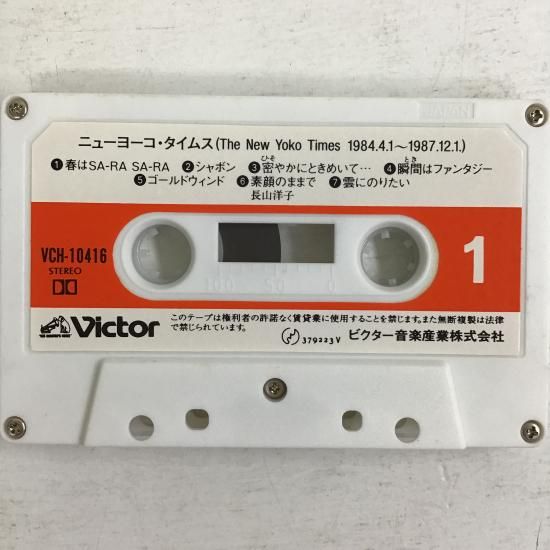 JAPAN
ニューヨーコ・タイムス(The New Yoko Times 1984.4.1〜1987.12.1.)
❶春はSA-RA SA-RA ❷シャボン ❸密やかにときめいて… ❹瞬間はファンタジー
ひそ とき
❺ゴールドウィンド ❻素顔のままで ❼雲にのりたい
長山洋子
VCH-10416
STEREO
1
100 50 0
Victor
"HIS MASTER'S VOICE"
このテープは権利者の許諾なく賃貸業に使用することを禁じます。また無断複製は法律
で禁じられています。
379223V ビクター音楽産業株式会社